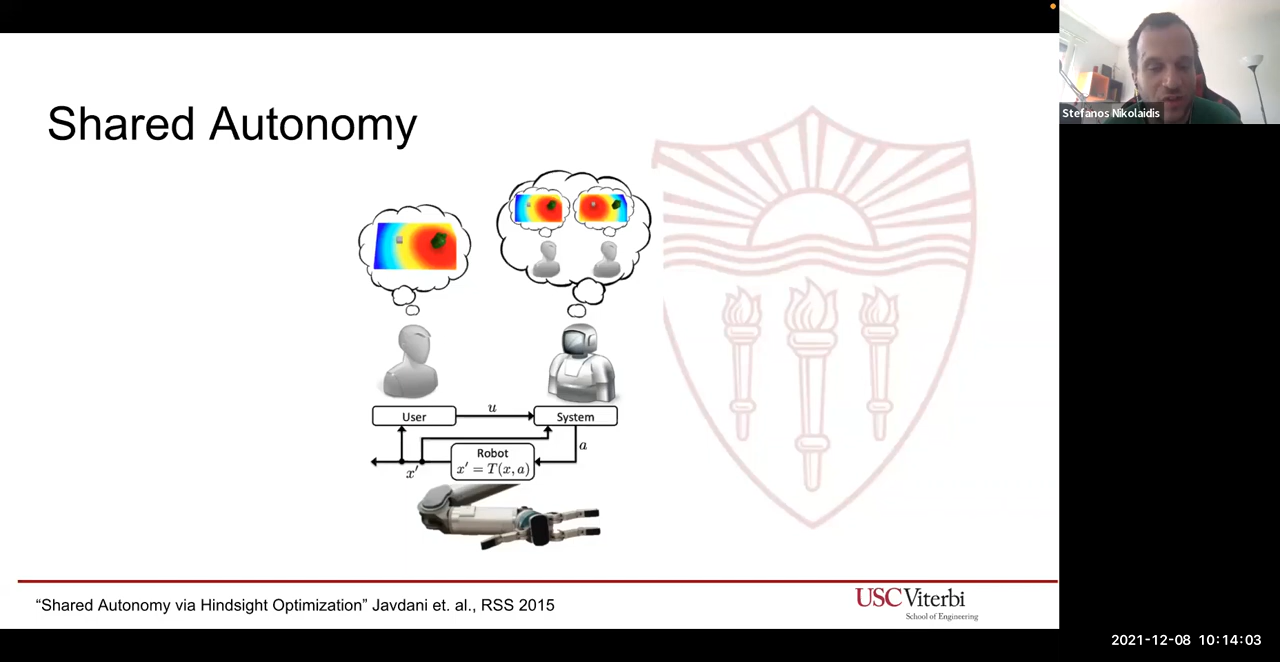 Shared Autonomy
Stefanos Nikolaidis
User
u
System
a
Robot
x' = T(x, a)
x'
“Shared Autonomy via Hindsight Optimization” Javdani et. al., RSS 2015
USC Viterbi
School of Engineering
2021-12-08 10:14:03